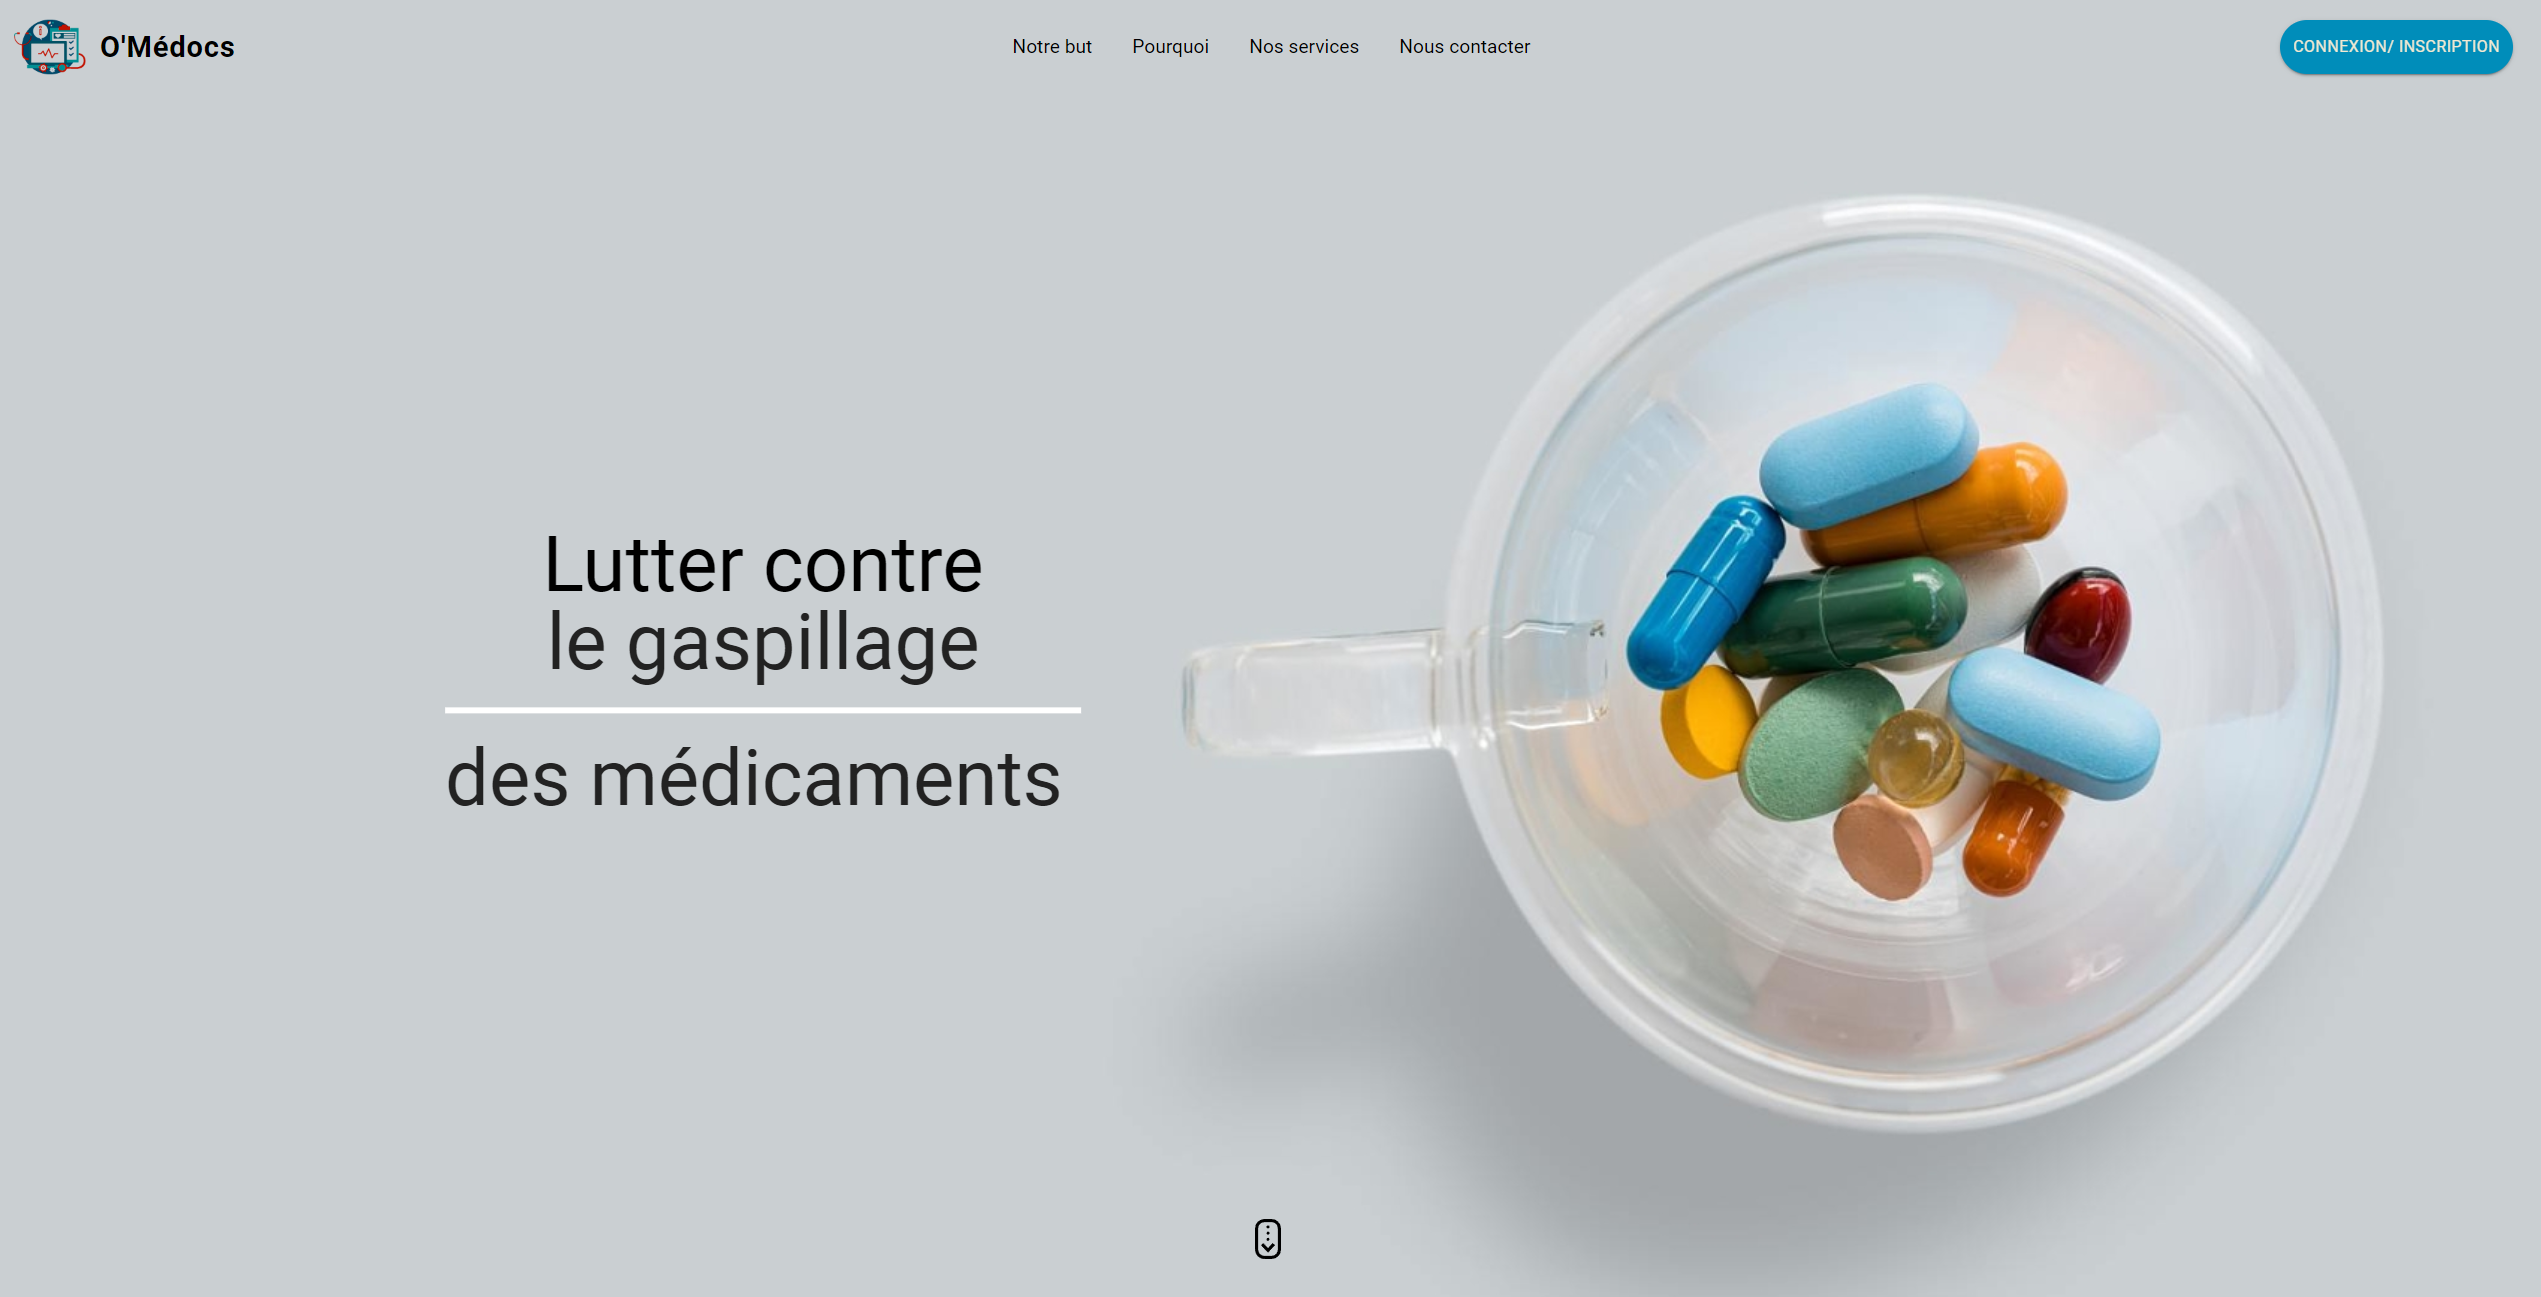 O'Médocs
Notre but
Pourquoi
Nos services
Nous contacter
CONNEXION/ INSCRIPTION
Lutter contre
le gaspillage
des médicaments